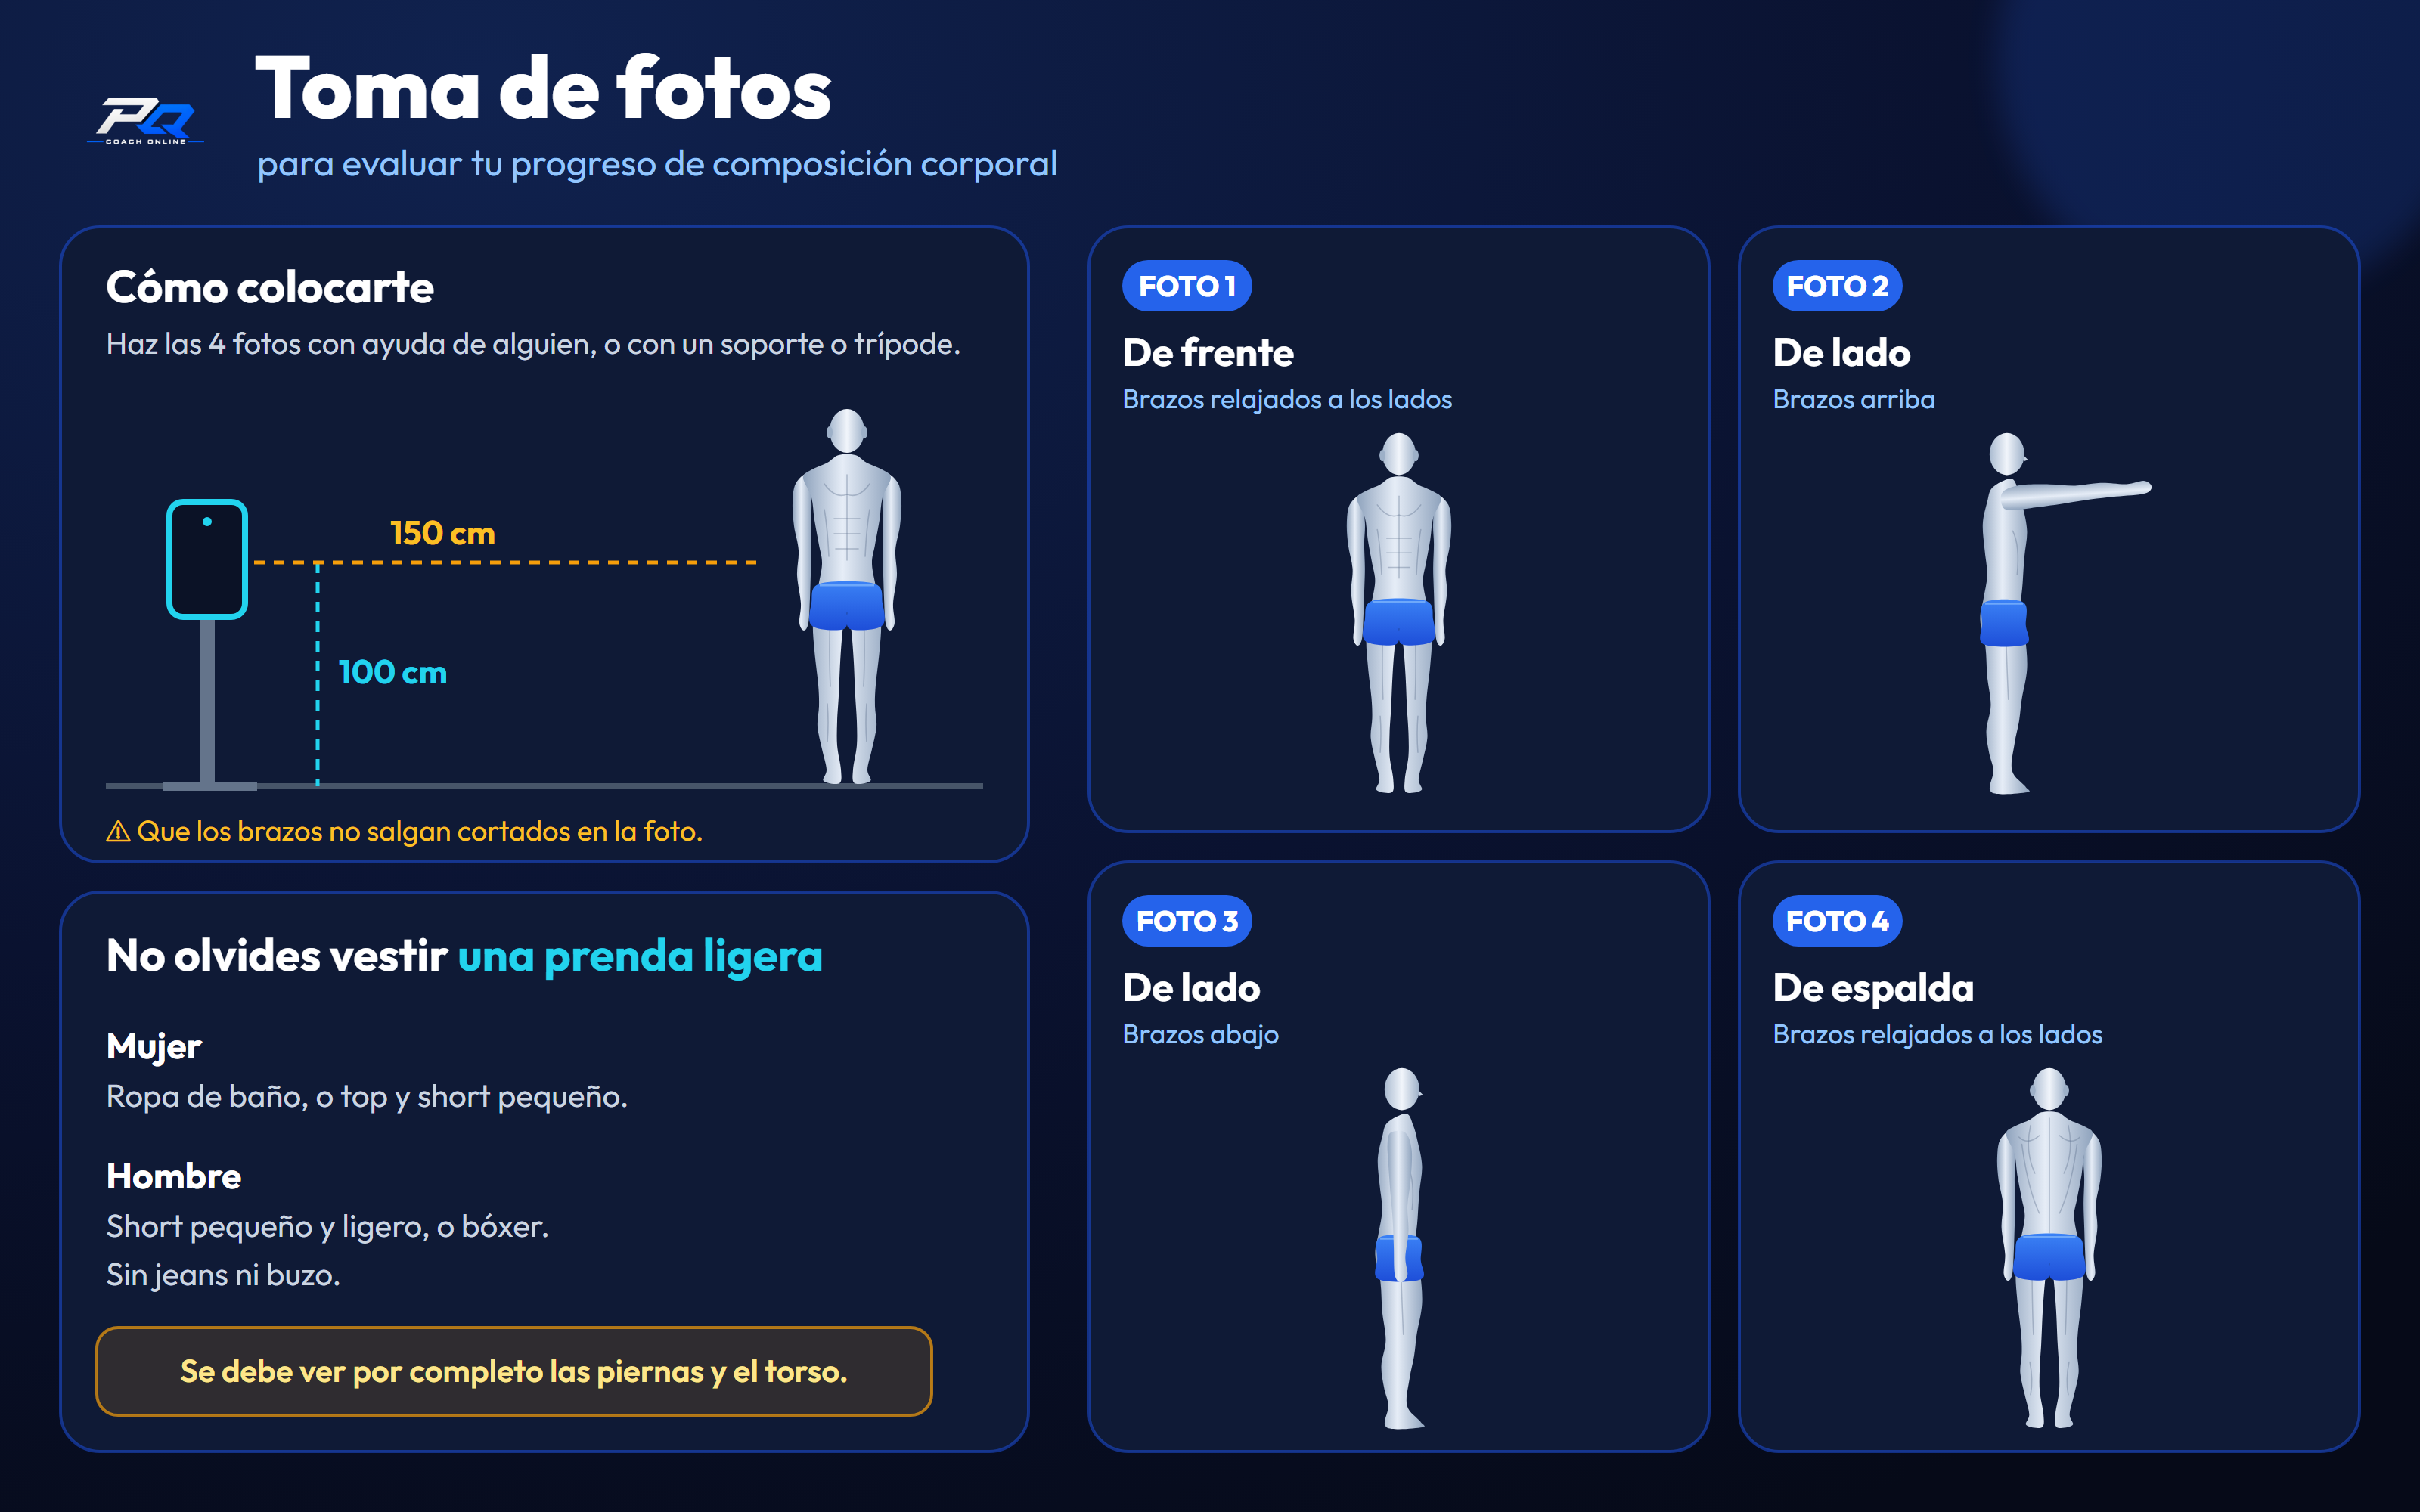 PQ
COACH ONLINE
Toma de fotos
para evaluar tu progreso de composición corporal
Cómo colocarte
Haz las 4 fotos con ayuda de alguien, o con un soporte o trípode.
150 cm
100 cm
⚠ Que los brazos no salgan cortados en la foto.
No olvides vestir una prenda ligera
Mujer
Ropa de baño, o top y short pequeño.
Hombre
Short pequeño y ligero, o bóxer.
Sin jeans ni buzo.
Se debe ver por completo las piernas y el torso.
FOTO 1
De frente
Brazos relajados a los lados
FOTO 2
De lado
Brazos arriba
FOTO 3
De lado
Brazos abajo
FOTO 4
De espalda
Brazos relajados a los lados